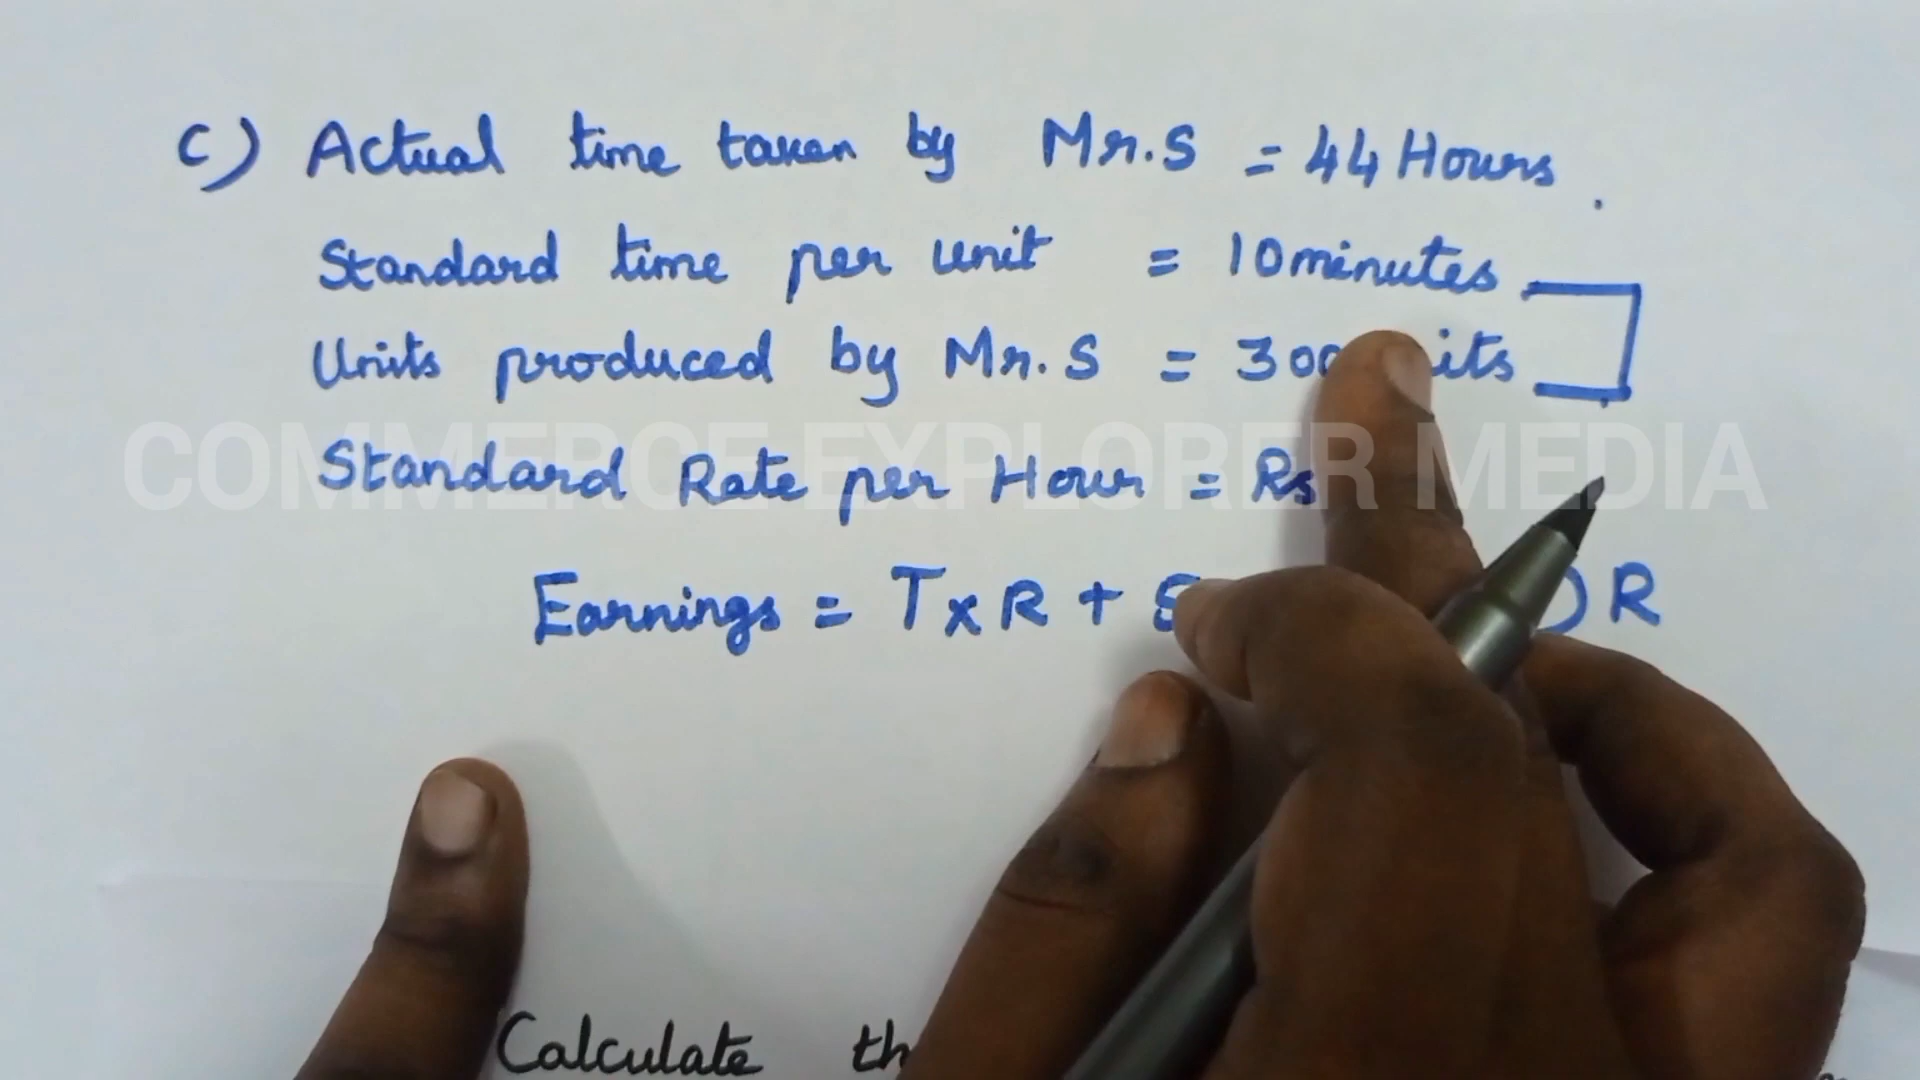 C) Actual time taken by Mr.S = 44 Hours.
Standard time per unit = 10 minutes
Units produced by Mr.S = 300 its
COMMERCE EXPLORER MEDIA
Standard Rate per Hour = Rs
Earnings = T x R + ) R
Calculate